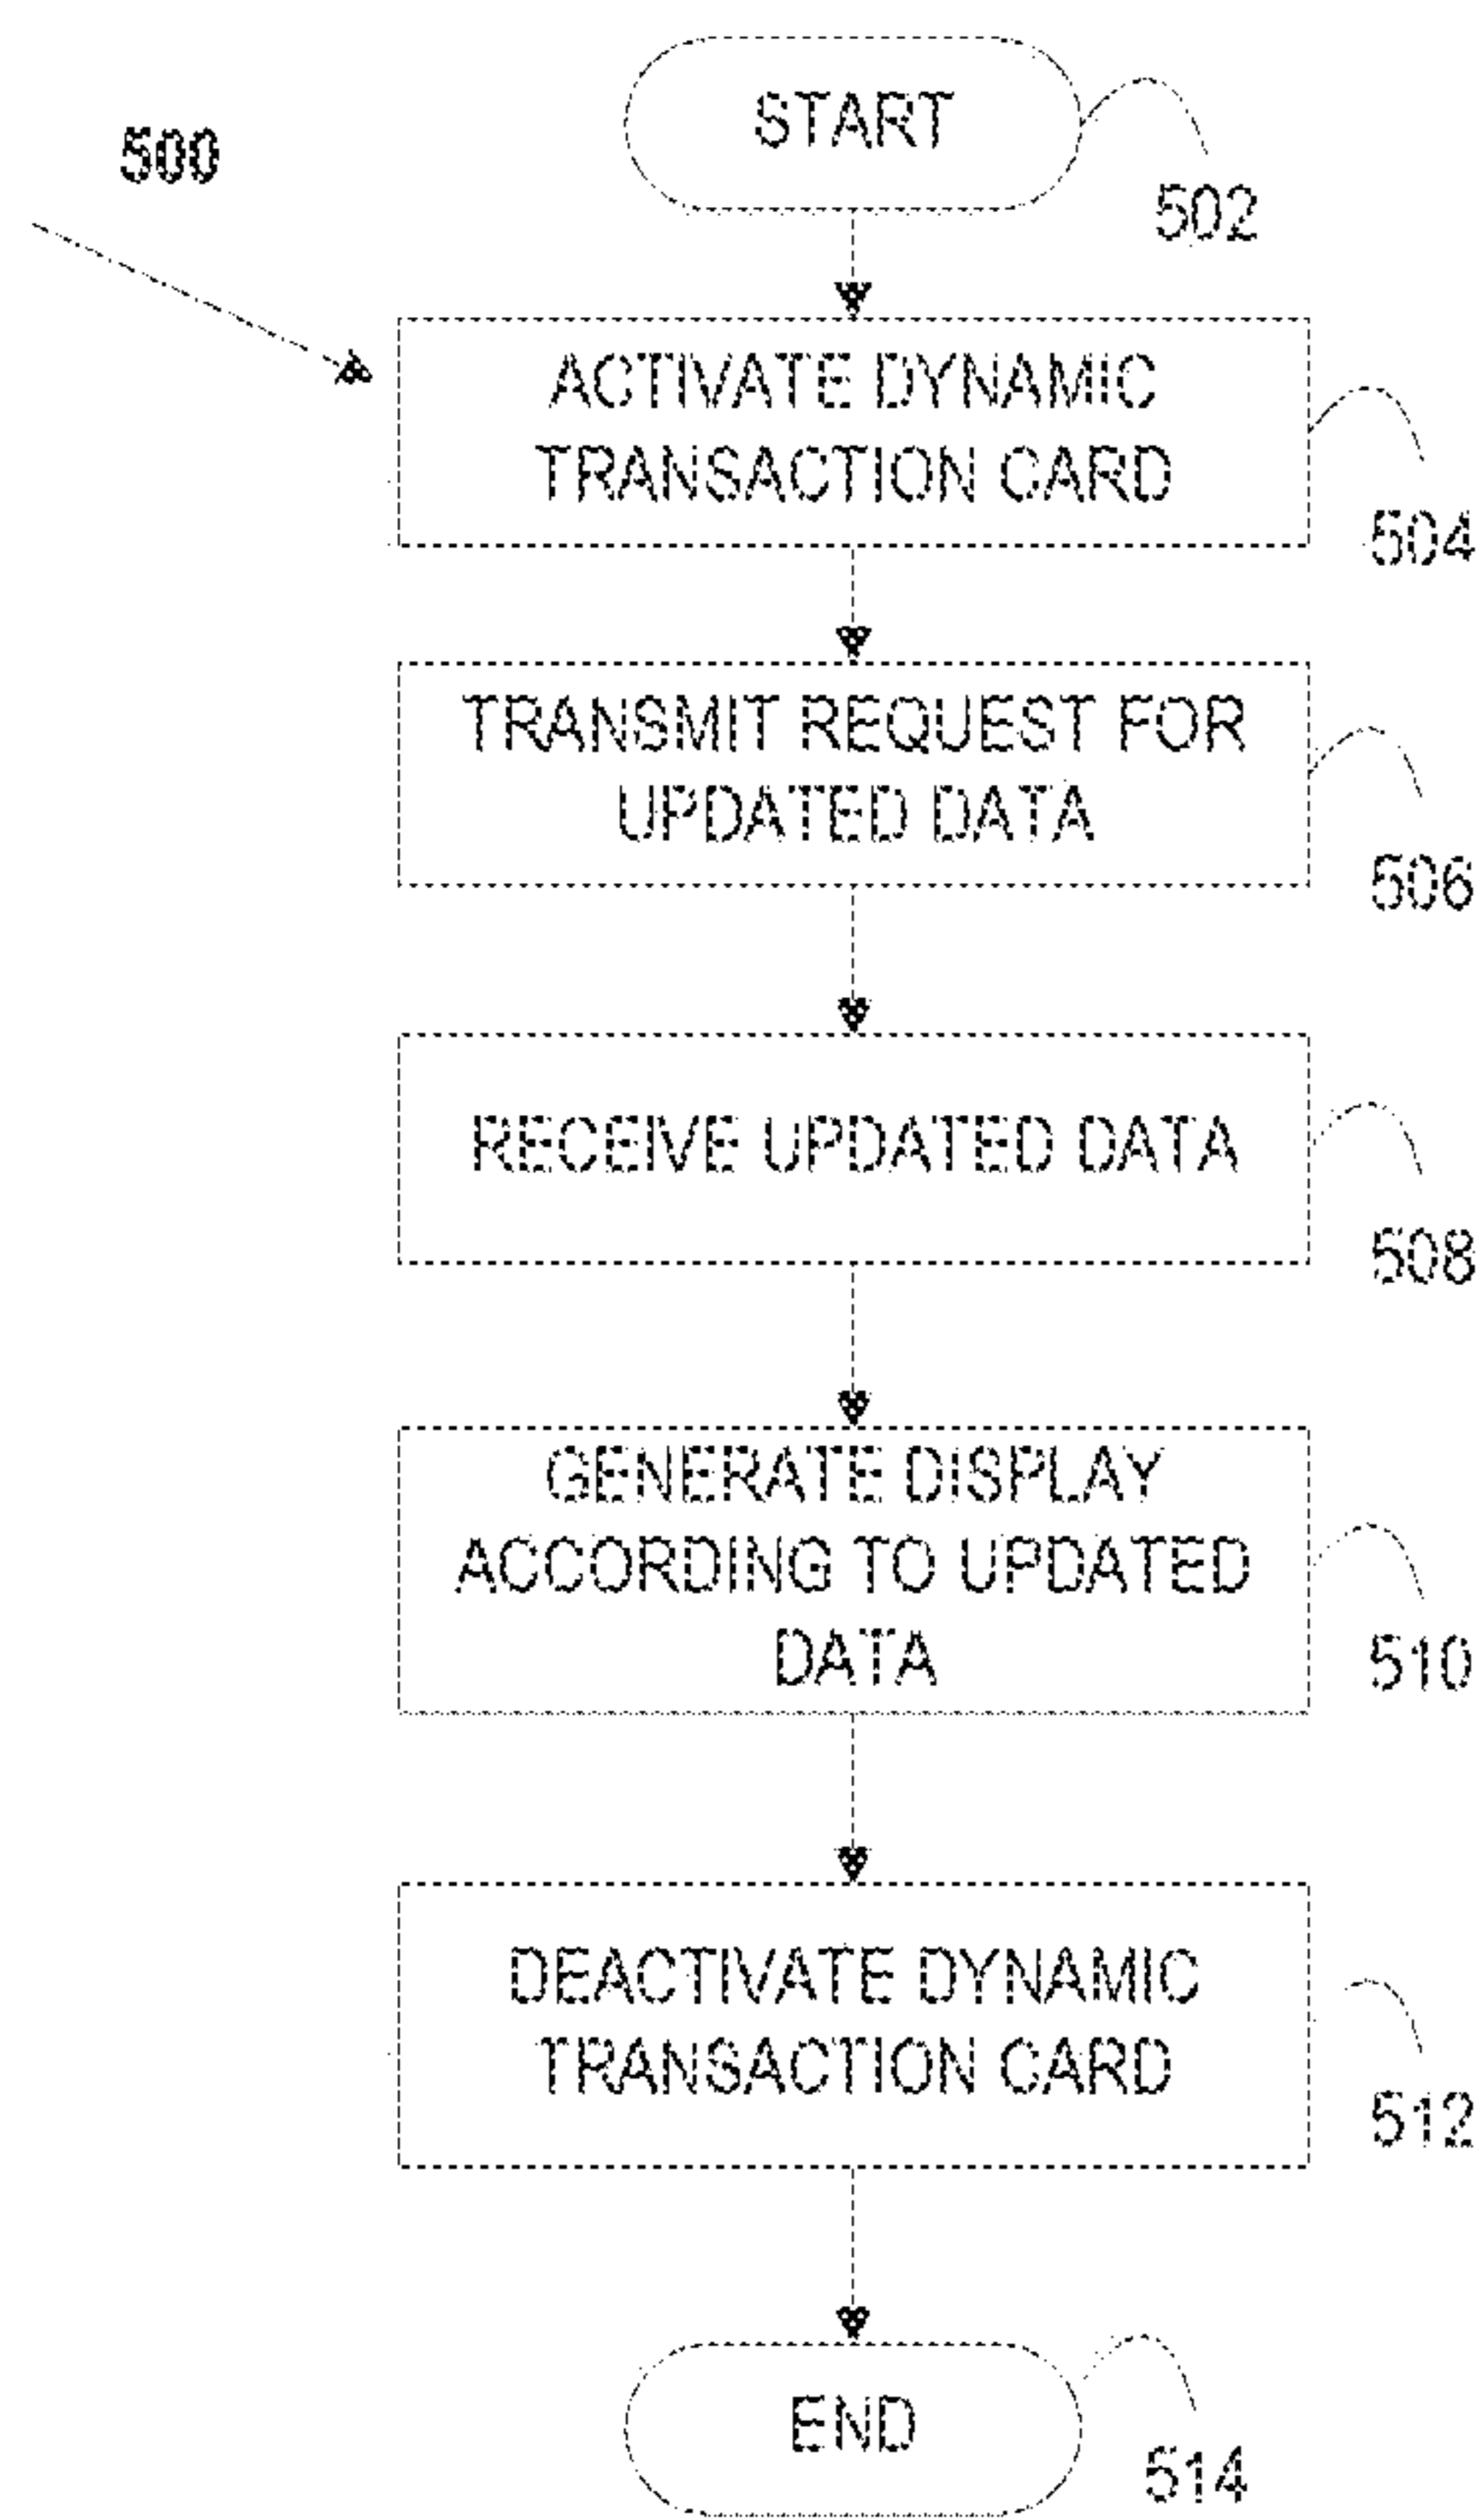 START
500
502
ACTIVATE DYNAMIC
TRANSACTION CARD
504
TRANSMIT REQUEST FOR
UPDATED DATA
506
RECEIVE UPDATED DATA
508
GENERATE DISPLAY
ACCORDING TO UPDATED
DATA
510
DEACTIVATE DYNAMIC
TRANSACTION CARD
512
END
514